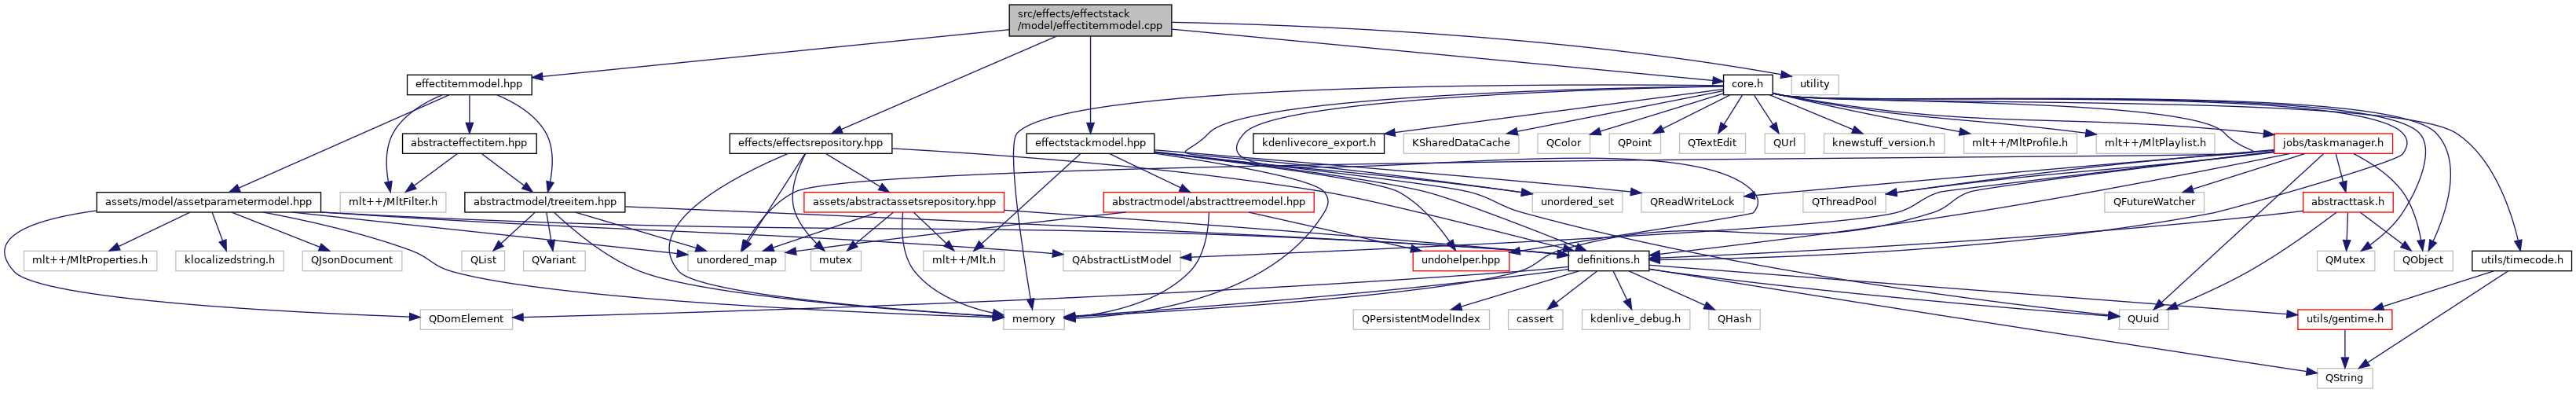 src/effects/effectstack
/model/effectitemmodel.cpp
effectitemmodel.hpp
core.h
utility
abstracteffectitem.hpp
effects/effectsrepository.hpp
effectstackmodel.hpp
kdenlivecore_export.h
KSharedDataCache
QColor
QPoint
QTextEdit
QUrl
knewstuff_version.h
mlt++/MltProfile.h
mlt++/MltPlaylist.h
jobs/taskmanager.h
assets/model/assetparametermodel.hpp
mlt++/MltFilter.h
abstractmodel/treeitem.hpp
assets/abstractassetsrepository.hpp
abstractmodel/abstracttreemodel.hpp
unordered_set
QReadWriteLock
QThreadPool
QFutureWatcher
abstracttask.h
mlt++/MltProperties.h
klocalizedstring.h
QJsonDocument
QList
QVariant
unordered_map
mutex
mlt++/Mlt.h
QAbstractListModel
undohelper.hpp
definitions.h
QMutex
QObject
utils/timecode.h
QDomElement
memory
QPersistentModelIndex
cassert
kdenlive_debug.h
QHash
QUuid
utils/gentime.h
QString